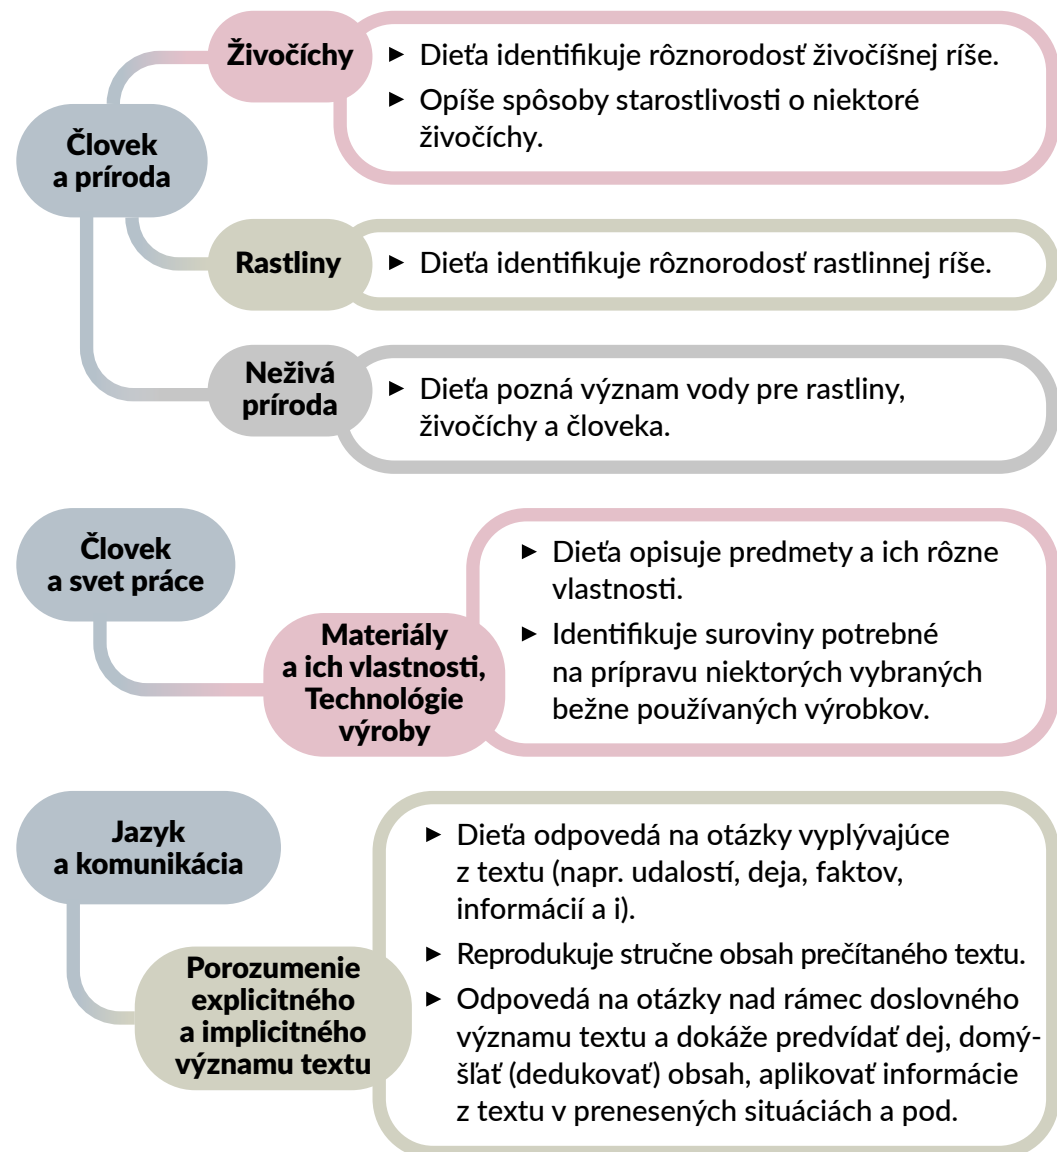 Človek
a príroda
Živočíchy
► Dieťa identifikuje rôznorodosť živočíšnej ríše.
► Opíše spôsoby starostlivosti o niektoré
živočíchy.
Rastliny
► Dieťa identifikuje rôznorodosť rastlinnej ríše.
Neživá
príroda
► Dieťa pozná význam vody pre rastliny,
živočíchy a človeka.
Človek
a svet práce
Materiály
a ich vlastnosti,
Technológie
výroby
► Dieťa opisuje predmety a ich rôzne
vlastnosti.
► Identifikuje suroviny potrebné
na prípravu niektorých vybraných
bežne používaných výrobkov.
Jazyk
a komunikácia
Porozumenie
explicitného
a implicitného
významu textu
► Dieťa odpovedá na otázky vyplývajúce
z textu (napr. udalostí, deja, faktov,
informácií a i).
► Reprodukuje stručne obsah prečítaného textu.
► Odpovedá na otázky nad rámec doslovného
významu textu a dokáže predvídať dej, domý-
šľať (dedukovať) obsah, aplikovať informácie
z textu v prenesených situáciách a pod.